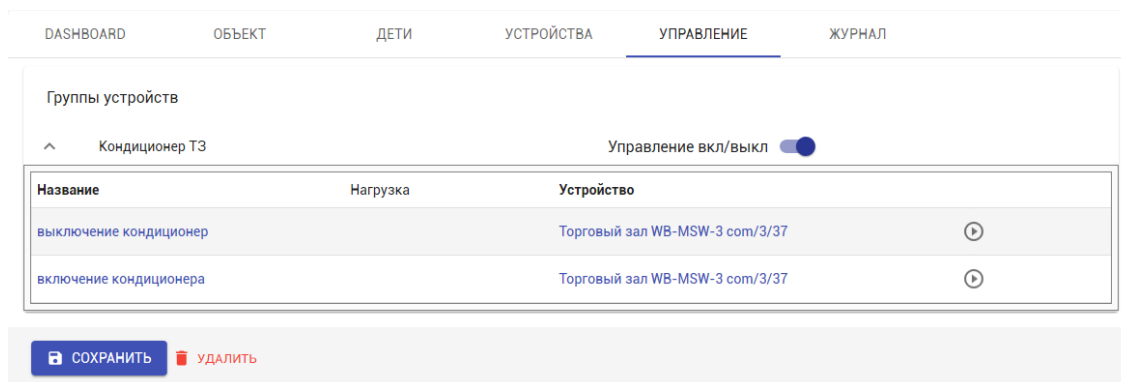 DASHBOARD ОБЪЕКТ ДЕТИ УСТРОЙСТВА УПРАВЛЕНИЕ ЖУРНАЛ
Группы устройств
Кондиционер ТЗ Управление вкл/выкл
Название Нагрузка Устройство
выключение кондиционер Торговый зал WB-MSW-3 com/3/37
включение кондиционера Торговый зал WB-MSW-3 com/3/37
СОХРАНИТЬ УДАЛИТЬ